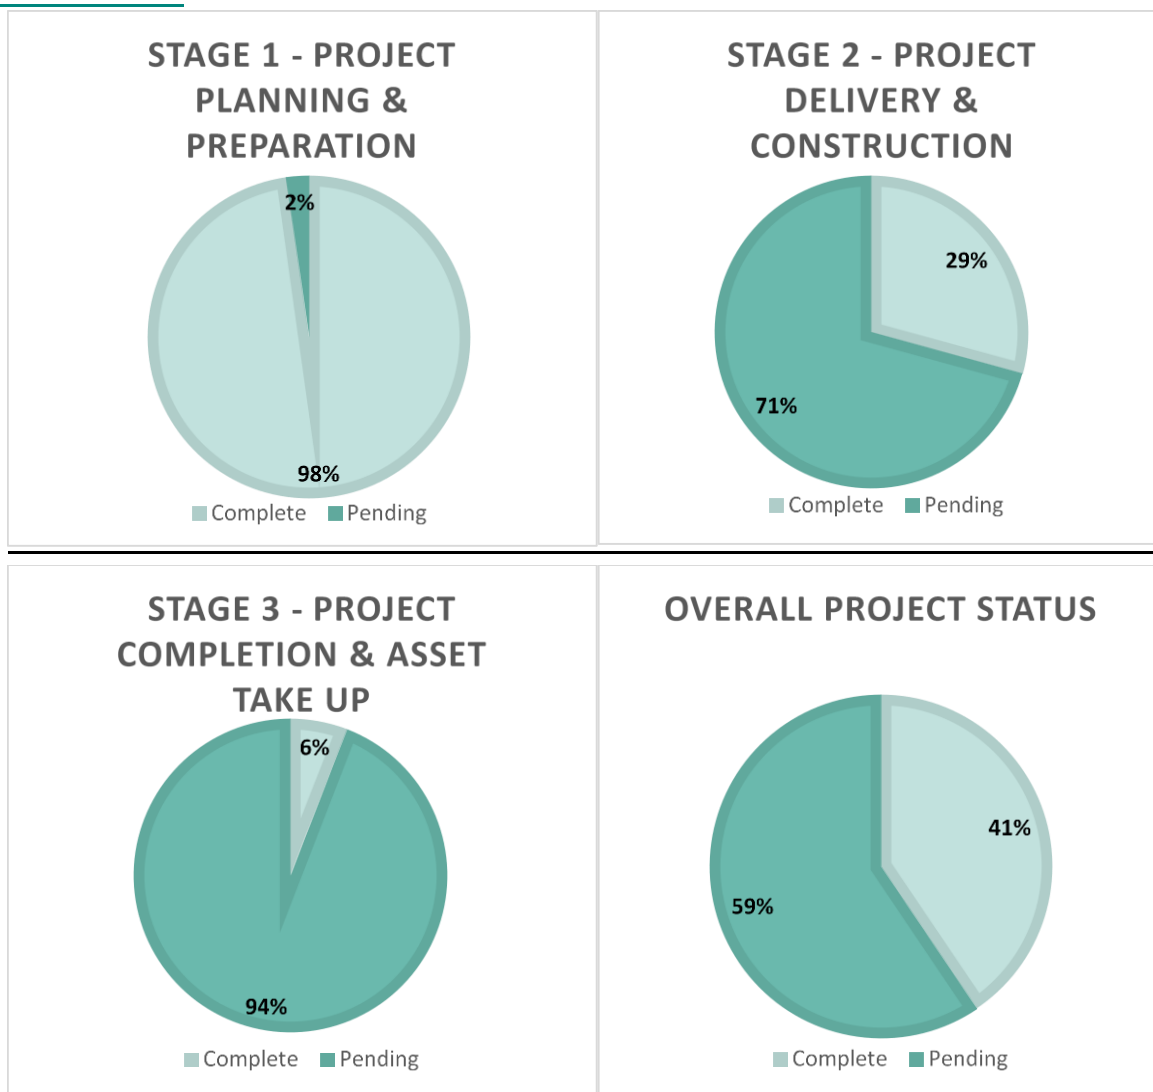 STAGE 1 - PROJECT
PLANNING &
PREPARATION
2%
98%
Complete Pending
STAGE 2 - PROJECT
DELIVERY &
CONSTRUCTION
29%
71%
Complete Pending
STAGE 3 - PROJECT
COMPLETION & ASSET
TAKE UP
6%
94%
Complete Pending
OVERALL PROJECT STATUS
41%
59%
Complete Pending